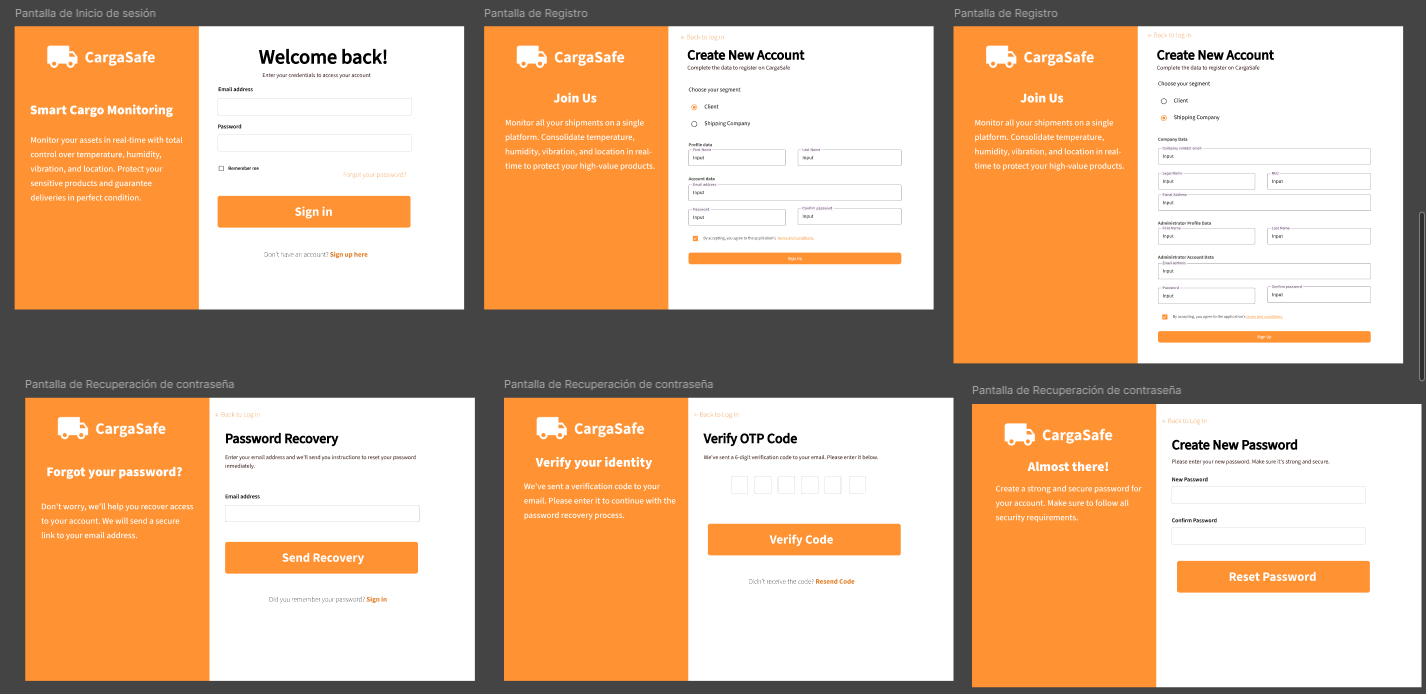 Pantalla de Inicio de sesión
CargaSafe
Smart Cargo Monitoring
Monitor your assets in real-time with total
control over temperature, humidity,
vibration, and location. Protect your
sensitive products and guarantee
deliveries in perfect condition.
Welcome back!
Enter your credentials to access your account
Email address
Password
Remember me
Forgot your password?
Sign in
Don't have an account? Sign up here
Pantalla de Registro
CargaSafe
Join Us
Monitor all your shipments on a single
platform. Consolidate temperature,
humidity, vibration, and location in real-
time to protect your high-value products.
← Back to log in
Create New Account
Complete the data to register on CargaSafe
Choose your segment
Client
Shipping Company
Profile data
First Name
Input
Last Name
Input
Account data
Email address
Input
Password
Input
Confirm password
Input
By accepting, you agree to the application's terms and conditions.
Sign Up
Pantalla de Registro
CargaSafe
Join Us
Monitor all your shipments on a single
platform. Consolidate temperature,
humidity, vibration, and location in real-
time to protect your high-value products.
← Back to log in
Create New Account
Complete the data to register on CargaSafe
Choose your segment
Client
Shipping Company
Company Data
Company contact email
Input
Legal Name
Input
RUC
Input
Fiscal Address
Input
Administrator Profile Data
First Name
Input
Last Name
Input
Administrator Account Data
Email address
Input
Password
Input
Confirm password
Input
By accepting, you agree to the application's terms and conditions.
Sign Up
Pantalla de Recuperación de contraseña
CargaSafe
Forgot your password?
Don't worry, we'll help you recover access
to your account. We will send a secure
link to your email address.
← Back to Log In
Password Recovery
Enter your email address and we'll send you instructions to reset your password
inmediately.
Email address
Send Recovery
Did you remember your password? Sign in
Pantalla de Recuperación de contraseña
CargaSafe
Verify your identity
We've sent a verification code to your
email. Please enter it to continue with the
password recovery process.
← Back to Log In
Verify OTP Code
We've sent a 6-digit verification code to your email. Please enter it below.
Verify Code
Didn't receive the code? Resend Code
Pantalla de Recuperación de contraseña
CargaSafe
Almost there!
Create a strong and secure password for
your account. Make sure to follow all
security requirements.
← Back to Log In
Create New Password
Please enter your new password. Make sure it's strong and secure.
New Password
Confirm Password
Reset Password